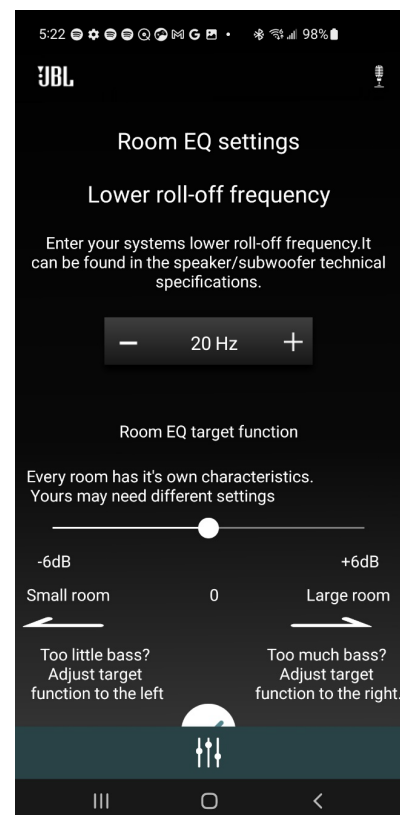 5:22 98%
JBL
Room EQ settings
Lower roll-off frequency
Enter your systems lower roll-off frequency.It
can be found in the speaker/subwoofer technical
specifications.
− 20 Hz +
Room EQ target function
Every room has it's own characteristics.
Yours may need different settings
-6dB +6dB
Small room 0 Large room
Too little bass? Too much bass?
Adjust target Adjust target
function to the left function to the right.